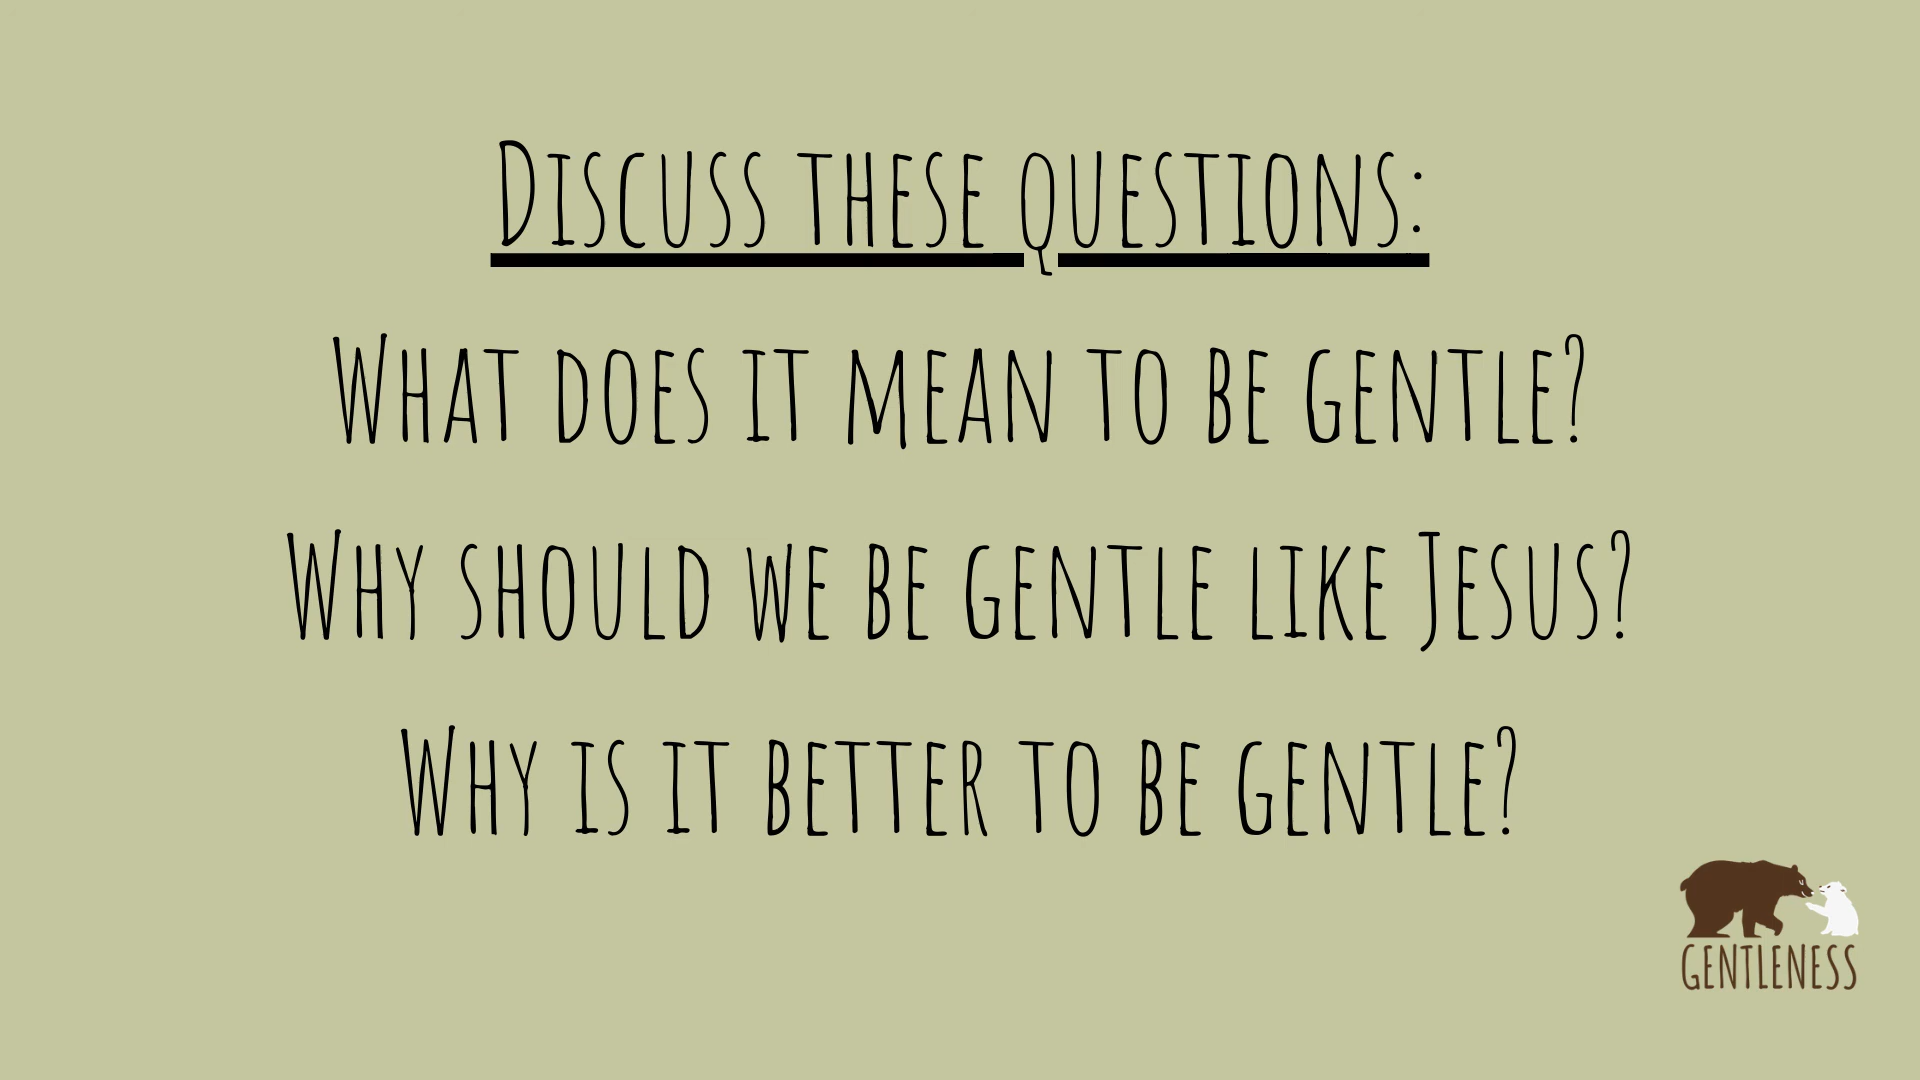 Discuss these questions:
What does it mean to be gentle?
Why should we be gentle like Jesus?
Why is it better to be gentle?
GENTLENESS